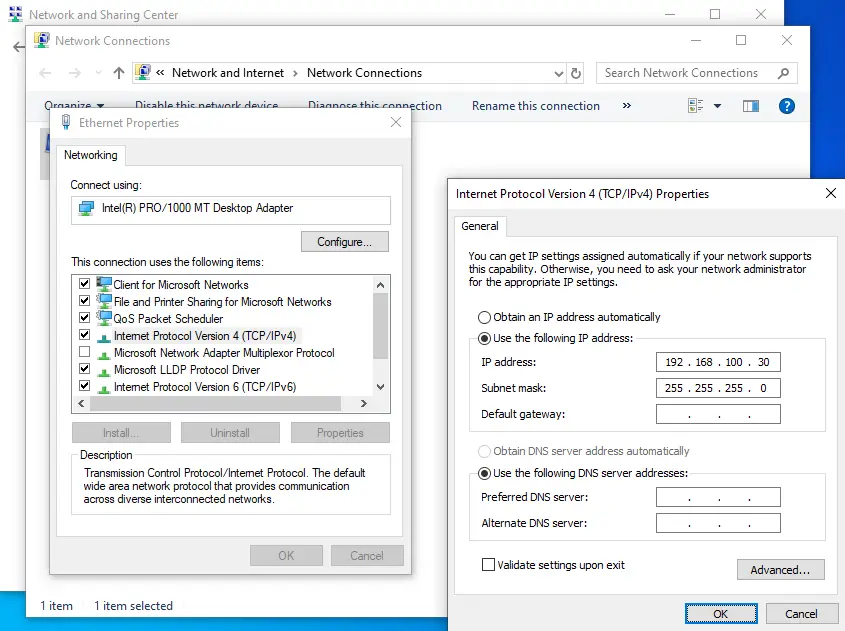 Network and Sharing Center
Network Connections
« Network and Internet › Network Connections
Search Network Connections
Organize Disable this network device Diagnose this connection Rename this connection »
Ethernet Properties
Networking
Connect using:
Intel(R) PRO/1000 MT Desktop Adapter
Configure...
This connection uses the following items:
Client for Microsoft Networks
File and Printer Sharing for Microsoft Networks
QoS Packet Scheduler
Internet Protocol Version 4 (TCP/IPv4)
Microsoft Network Adapter Multiplexor Protocol
Microsoft LLDP Protocol Driver
Internet Protocol Version 6 (TCP/IPv6)
Install... Uninstall Properties
Description
Transmission Control Protocol/Internet Protocol. The default
wide area network protocol that provides communication
across diverse interconnected networks.
OK Cancel
1 item 1 item selected
Internet Protocol Version 4 (TCP/IPv4) Properties
General
You can get IP settings assigned automatically if your network supports
this capability. Otherwise, you need to ask your network administrator
for the appropriate IP settings.
Obtain an IP address automatically
Use the following IP address:
IP address: 192 . 168 . 100 . 30
Subnet mask: 255 . 255 . 255 . 0
Default gateway: . . .
Obtain DNS server address automatically
Use the following DNS server addresses:
Preferred DNS server: . . .
Alternate DNS server: . . .
Validate settings upon exit
Advanced...
OK Cancel